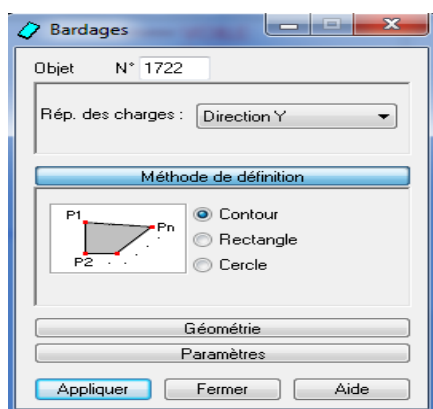 Bardages
Objet N° 1722
Rép. des charges : Direction Y
Méthode de définition
P1
Pn
P2 . . .
Contour
Rectangle
Cercle
Géométrie
Paramètres
Appliquer Fermer Aide